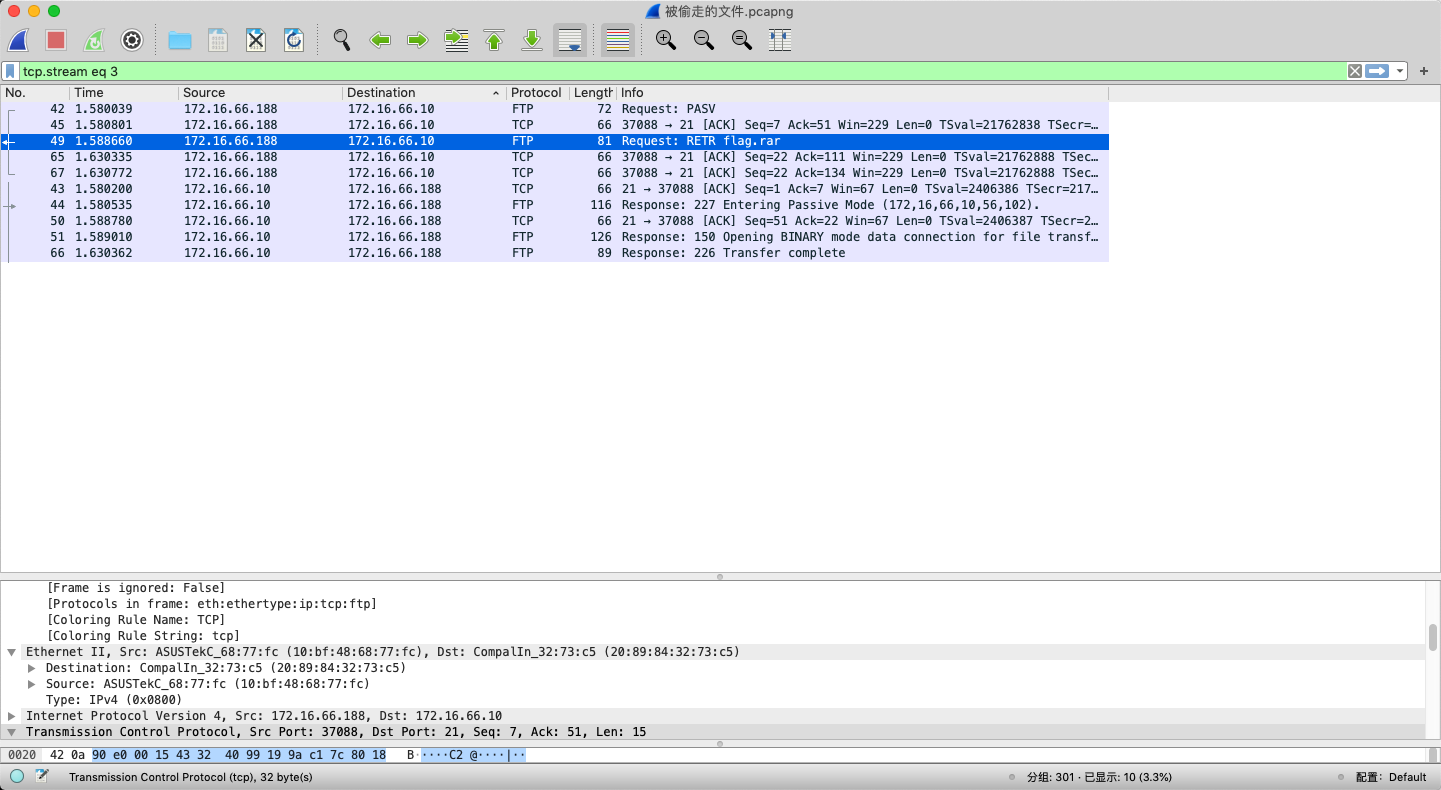 被偷走的文件.pcapng
tcp.stream eq 3
No. Time Source Destination Protocol Length Info
42 1.580039 172.16.66.188 172.16.66.10 FTP 72 Request: PASV
45 1.580801 172.16.66.188 172.16.66.10 TCP 66 37088 → 21 [ACK] Seq=7 Ack=51 Win=229 Len=0 TSval=21762838 TSecr=…
49 1.588660 172.16.66.188 172.16.66.10 FTP 81 Request: RETR flag.rar
65 1.630335 172.16.66.188 172.16.66.10 TCP 66 37088 → 21 [ACK] Seq=22 Ack=111 Win=229 Len=0 TSval=21762888 TSec…
67 1.630772 172.16.66.188 172.16.66.10 TCP 66 37088 → 21 [ACK] Seq=22 Ack=134 Win=229 Len=0 TSval=21762888 TSec…
43 1.580200 172.16.66.10 172.16.66.188 TCP 66 21 → 37088 [ACK] Seq=1 Ack=7 Win=67 Len=0 TSval=2406386 TSecr=217…
44 1.580535 172.16.66.10 172.16.66.188 FTP 116 Response: 227 Entering Passive Mode (172,16,66,10,56,102).
50 1.588780 172.16.66.10 172.16.66.188 TCP 66 21 → 37088 [ACK] Seq=51 Ack=22 Win=67 Len=0 TSval=2406387 TSecr=2…
51 1.589010 172.16.66.10 172.16.66.188 FTP 126 Response: 150 Opening BINARY mode data connection for file transf…
66 1.630362 172.16.66.10 172.16.66.188 FTP 89 Response: 226 Transfer complete
[Frame is ignored: False]
[Protocols in frame: eth:ethertype:ip:tcp:ftp]
[Coloring Rule Name: TCP]
[Coloring Rule String: tcp]
Ethernet II, Src: ASUSTekC_68:77:fc (10:bf:48:68:77:fc), Dst: CompalIn_32:73:c5 (20:89:84:32:73:c5)
Destination: CompalIn_32:73:c5 (20:89:84:32:73:c5)
Source: ASUSTekC_68:77:fc (10:bf:48:68:77:fc)
Type: IPv4 (0x0800)
Internet Protocol Version 4, Src: 172.16.66.188, Dst: 172.16.66.10
Transmission Control Protocol, Src Port: 37088, Dst Port: 21, Seq: 7, Ack: 51, Len: 15
0020 42 0a 90 e0 00 15 43 32 40 99 19 9a c1 7c 80 18 B·····C2 @····|··
Transmission Control Protocol (tcp), 32 byte(s) 分组: 301 · 已显示: 10 (3.3%) 配置: Default